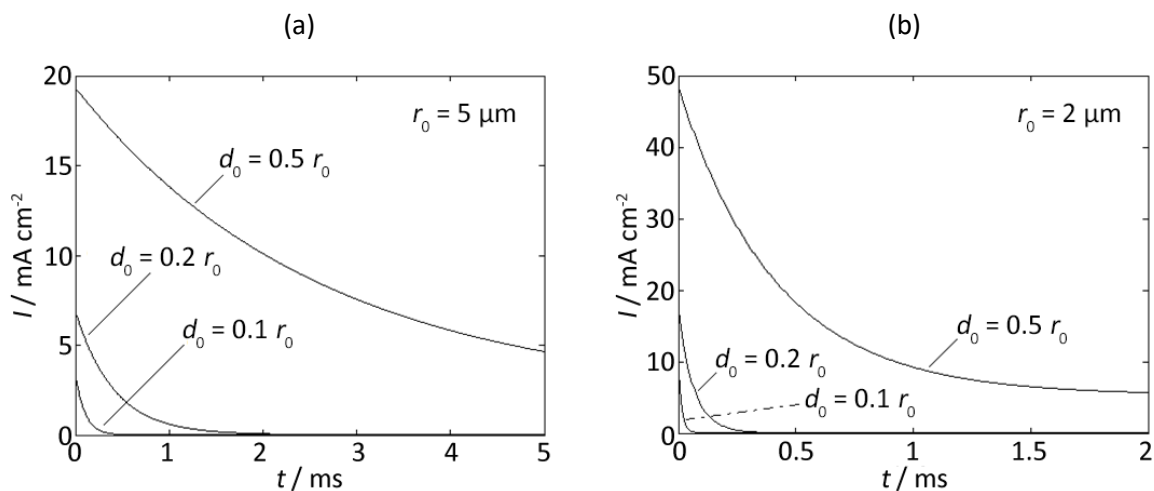 (a)
20
15
10
5
0
0 1 2 3 4 5
I / mA cm⁻²
t / ms
r₀ = 5 μm
d₀ = 0.5 r₀
d₀ = 0.2 r₀
d₀ = 0.1 r₀
(b)
50
40
30
20
10
0
0 0.5 1 1.5 2
I / mA cm⁻²
t / ms
r₀ = 2 μm
d₀ = 0.5 r₀
d₀ = 0.2 r₀
d₀ = 0.1 r₀